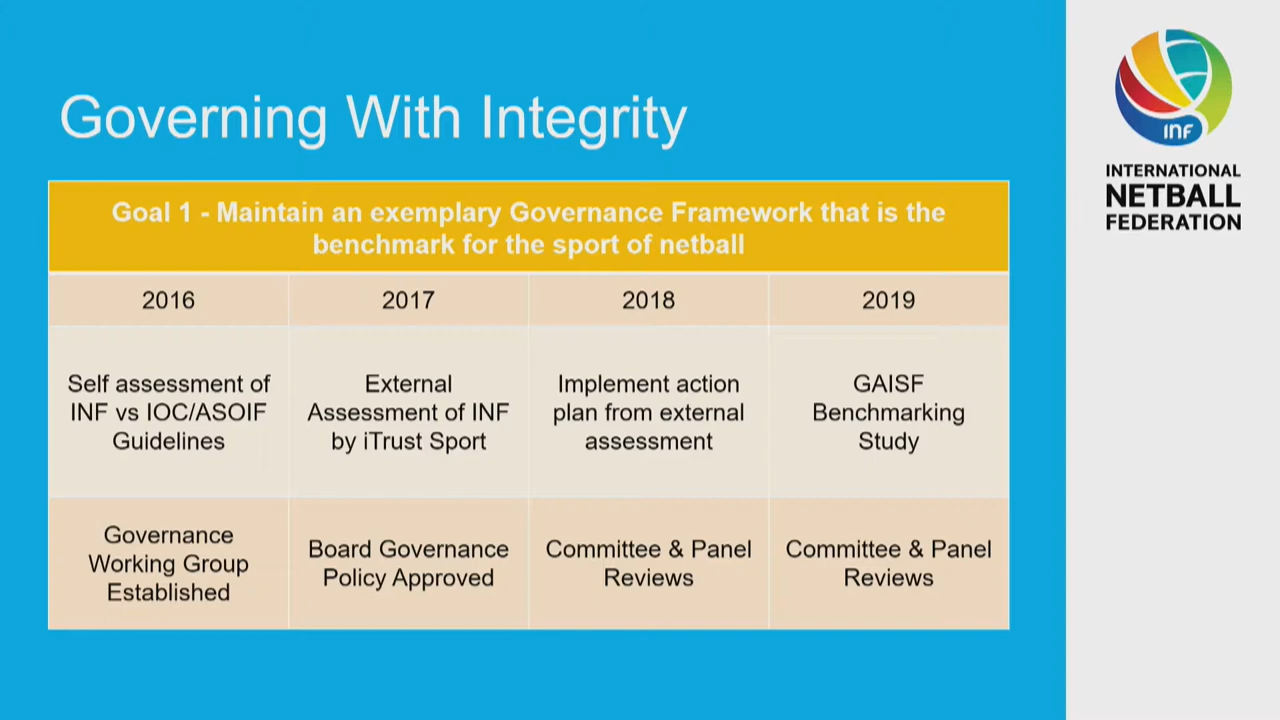 Governing With Integrity
INF
INTERNATIONAL
NETBALL
FEDERATION
Goal 1 - Maintain an exemplary Governance Framework that is the
benchmark for the sport of netball
2016
2017
2018
2019
Self assessment of
INF vs IOC/ASOIF
Guidelines
External
Assessment of INF
by iTrust Sport
Implement action
plan from external
assessment
GAISF
Benchmarking
Study
Governance
Working Group
Established
Board Governance
Policy Approved
Committee & Panel
Reviews
Committee & Panel
Reviews